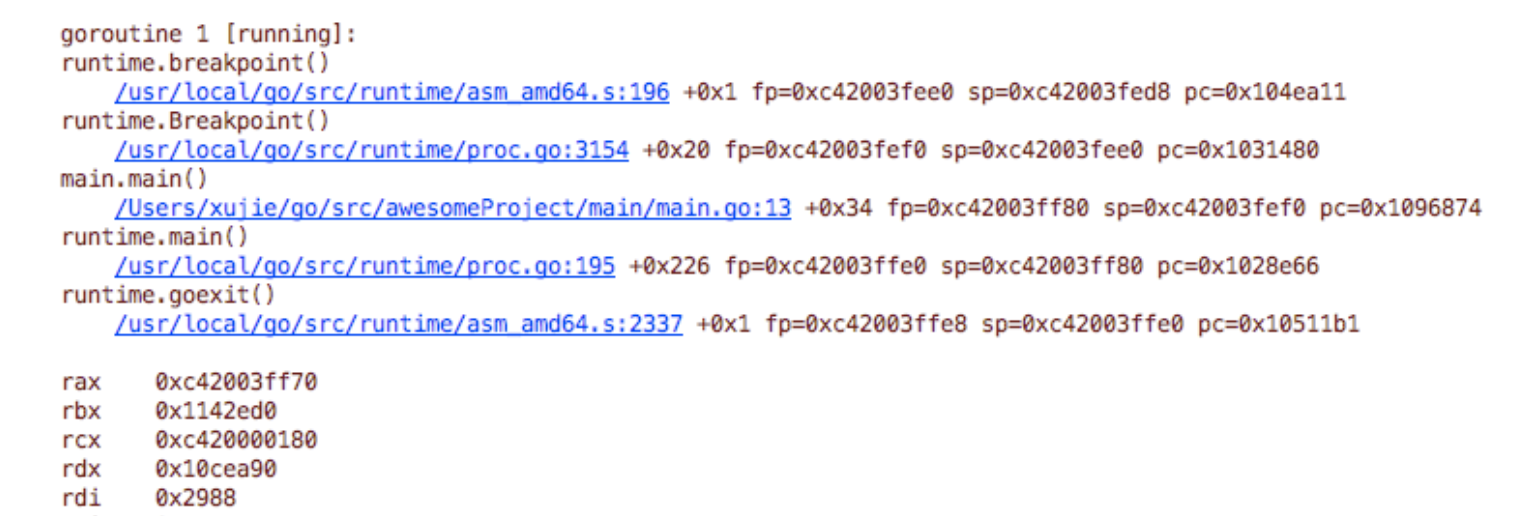 goroutine 1 [running]:
runtime.breakpoint()
/usr/local/go/src/runtime/asm_amd64.s:196 +0x1 fp=0xc42003fee0 sp=0xc42003fed8 pc=0x104ea11
runtime.Breakpoint()
/usr/local/go/src/runtime/proc.go:3154 +0x20 fp=0xc42003fef0 sp=0xc42003fee0 pc=0x1031480
main.main()
/Users/xujie/go/src/awesomeProject/main/main.go:13 +0x34 fp=0xc42003ff80 sp=0xc42003fef0 pc=0x1096874
runtime.main()
/usr/local/go/src/runtime/proc.go:195 +0x226 fp=0xc42003ffe0 sp=0xc42003ff80 pc=0x1028e66
runtime.goexit()
/usr/local/go/src/runtime/asm_amd64.s:2337 +0x1 fp=0xc42003ffe8 sp=0xc42003ffe0 pc=0x10511b1
rax 0xc42003ff70
rbx 0x1142ed0
rcx 0xc420000180
rdx 0x10cea90
rdi 0x2988